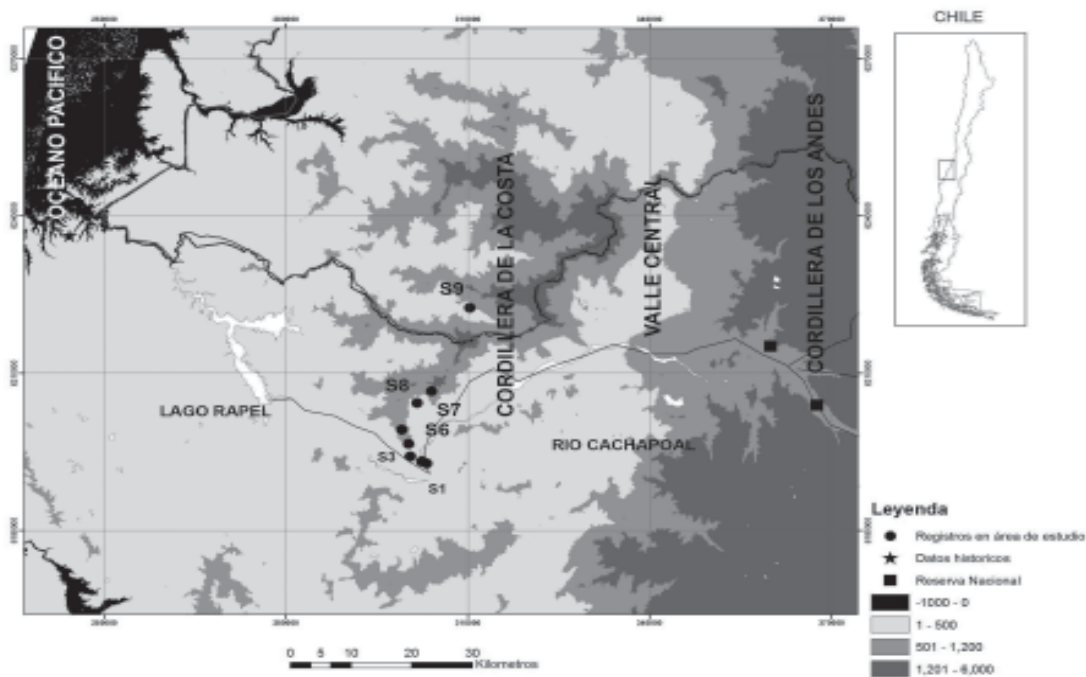 CHILE
OCEANO PACIFICO
CORDILLERA DE LA COSTA
VALLE CENTRAL
CORDILLERA DE LOS ANDES
S9
S8
S7
LAGO RAPEL
S6
S3
RIO CACHAPOAL
S1
Leyenda
Registros en área de estudio
Datos historicos
Reserva Nacional
-1000 - 0
1 - 500
501 - 1,200
1,201 - 6,000
0 5 10 20 30
Kilometros